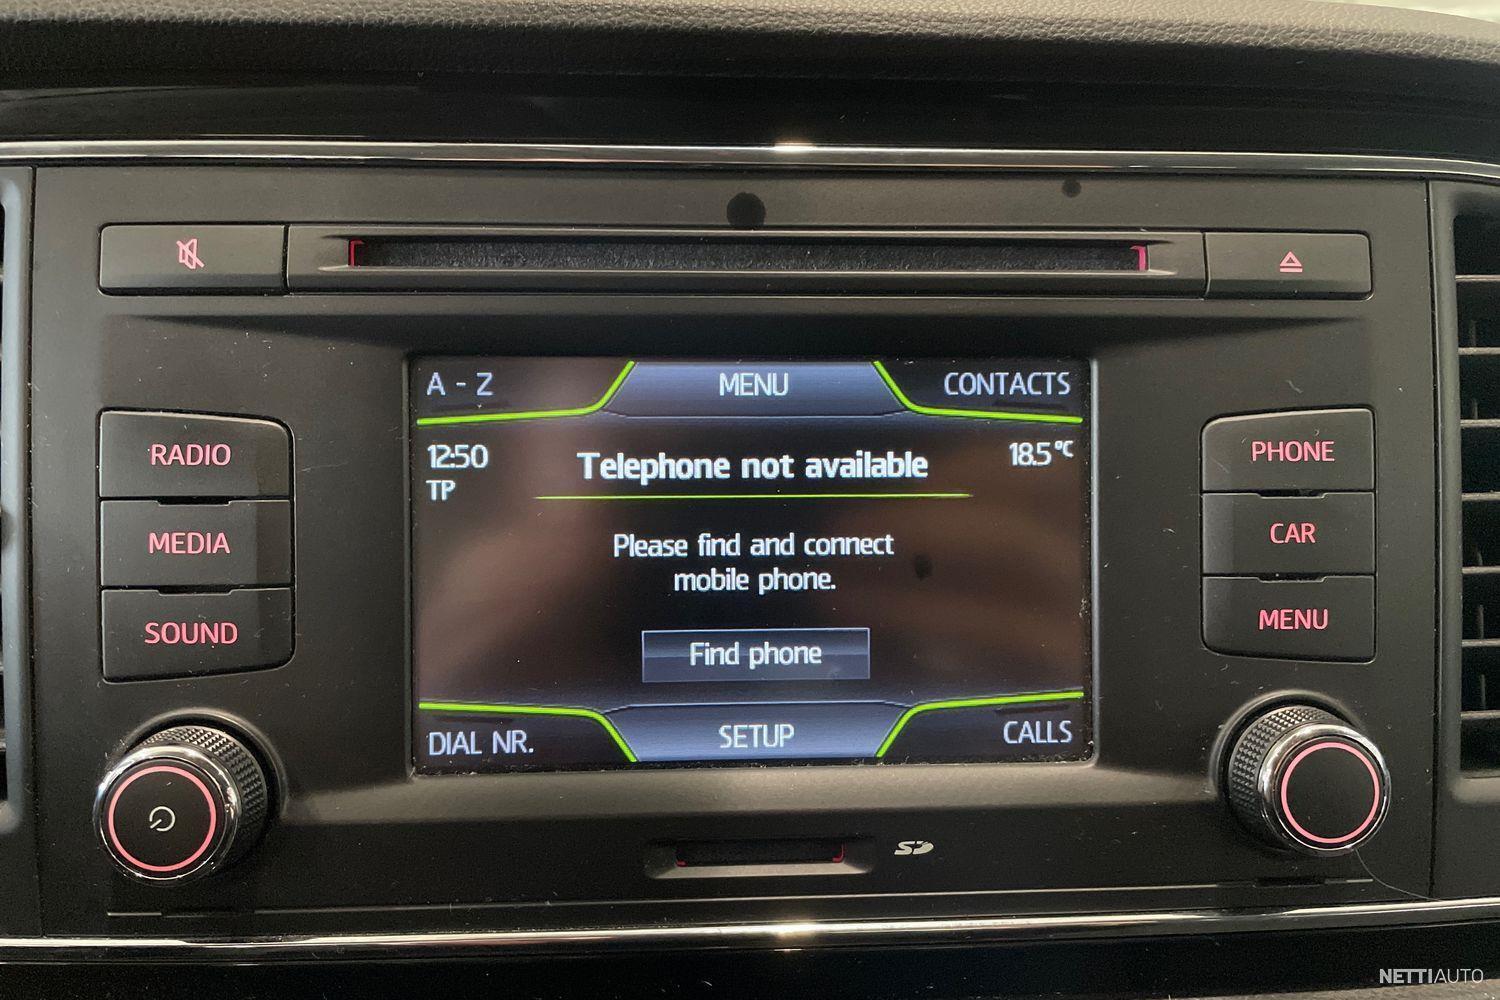 A - Z
MENU
CONTACTS
12:50
TP
Telephone not available
18.5°C
Please find and connect
mobile phone.
Find phone
DIAL NR.
SETUP
CALLS
RADIO
MEDIA
SOUND
PHONE
CAR
MENU
SD
NETTIAUTO